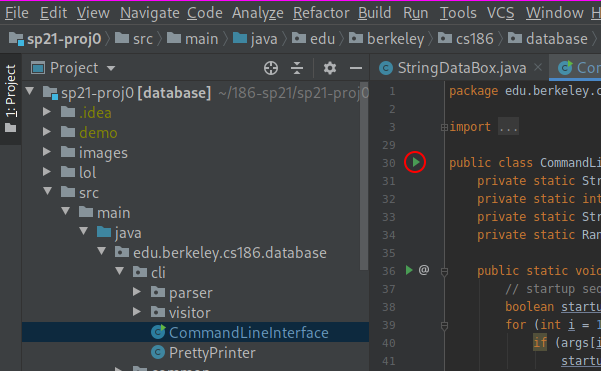 File Edit View Navigate Code Analyze Refactor Build Run Tools VCS Window H
sp21-proj0 src main java edu berkeley cs186 database
1: Project
Project
StringDataBox.java × Co
sp21-proj0 [database] ~/186-sp21/sp21-proj0
.idea
demo
images
lol
src
main
java
edu.berkeley.cs186.database
cli
parser
visitor
CommandLineInterface
PrettyPrinter
common
1 package edu.berkeley.c
2
3 import ...
29
30 public class CommandLi
31 private static Str
32 private static int
33 private static Str
34 private static Ran
35
36 @ public static void
37 // startup sec
38 boolean startu
39 for (int i = 1
40 if (args[i
41 startu